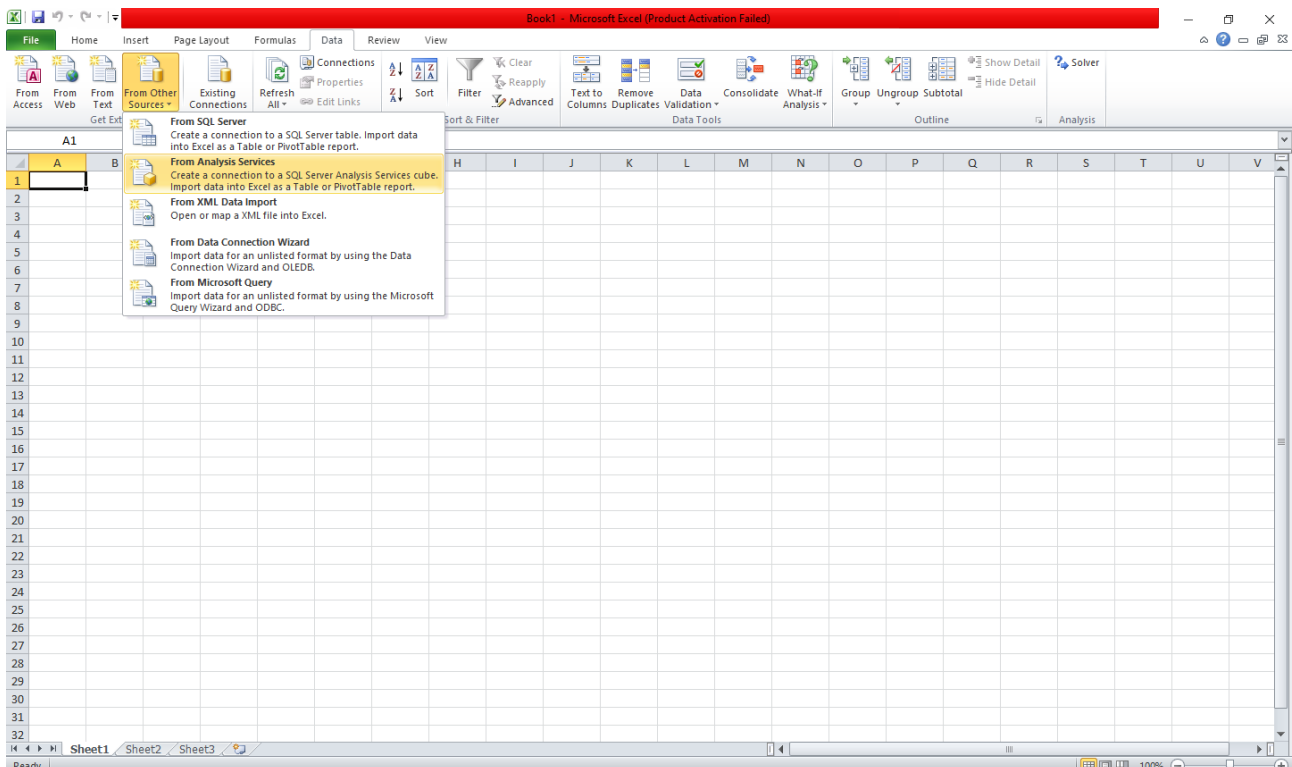 Book1 - Microsoft Excel (Product Activation Failed)
File Home Insert Page Layout Formulas Data Review View
From Access
From Web
From Text
From Other Sources
Existing Connections
Refresh All
Connections
Properties
Edit Links
Sort
Filter
Clear
Reapply
Advanced
Text to Columns
Remove Duplicates
Data Validation
Consolidate
What-If Analysis
Group
Ungroup
Subtotal
Show Detail
Hide Detail
Solver
Get Ext
Sort & Filter
Data Tools
Outline
Analysis
A1
From SQL Server
Create a connection to a SQL Server table. Import data
into Excel as a Table or PivotTable report.
From Analysis Services
Create a connection to a SQL Server Analysis Services cube.
Import data into Excel as a Table or PivotTable report.
From XML Data Import
Open or map a XML file into Excel.
From Data Connection Wizard
Import data for an unlisted format by using the Data
Connection Wizard and OLEDB.
From Microsoft Query
Import data for an unlisted format by using the Microsoft
Query Wizard and ODBC.
A B H I J K L M N O P Q R S T U V
1
2
3
4
5
6
7
8
9
10
11
12
13
14
15
16
17
18
19
20
21
22
23
24
25
26
27
28
29
30
31
32
Sheet1 Sheet2 Sheet3
Ready 100%